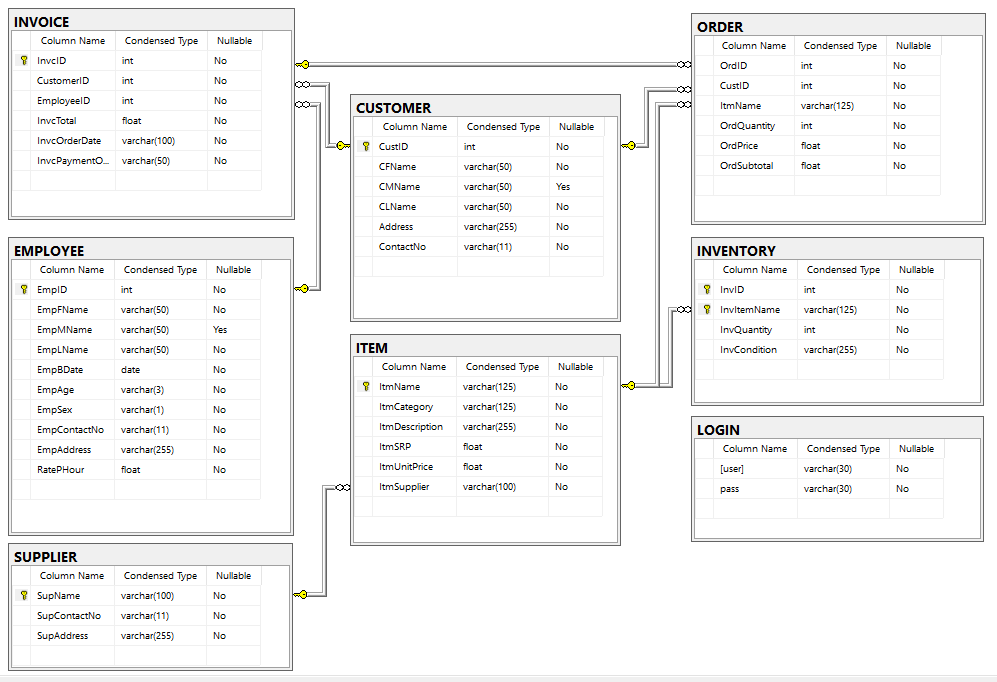 INVOICE
Column Name Condensed Type Nullable
InvcID int No
CustomerID int No
EmployeeID int No
InvcTotal float No
InvcOrderDate varchar(100) No
InvcPaymentO... varchar(50) No
EMPLOYEE
Column Name Condensed Type Nullable
EmpID int No
EmpFName varchar(50) No
EmpMName varchar(50) Yes
EmpLName varchar(50) No
EmpBDate date No
EmpAge varchar(3) No
EmpSex varchar(1) No
EmpContactNo varchar(11) No
EmpAddress varchar(255) No
RatePHour float No
SUPPLIER
Column Name Condensed Type Nullable
SupName varchar(100) No
SupContactNo varchar(11) No
SupAddress varchar(255) No
CUSTOMER
Column Name Condensed Type Nullable
CustID int No
CFName varchar(50) No
CMName varchar(50) Yes
CLName varchar(50) No
Address varchar(255) No
ContactNo varchar(11) No
ITEM
Column Name Condensed Type Nullable
ItmName varchar(125) No
ItmCategory varchar(125) No
ItmDescription varchar(255) No
ItmSRP float No
ItmUnitPrice float No
ItmSupplier varchar(100) No
ORDER
Column Name Condensed Type Nullable
OrdID int No
CustID int No
ItmName varchar(125) No
OrdQuantity int No
OrdPrice float No
OrdSubtotal float No
INVENTORY
Column Name Condensed Type Nullable
InvID int No
InvItemName varchar(125) No
InvQuantity int No
InvCondition varchar(255) No
LOGIN
Column Name Condensed Type Nullable
[user] varchar(30) No
pass varchar(30) No